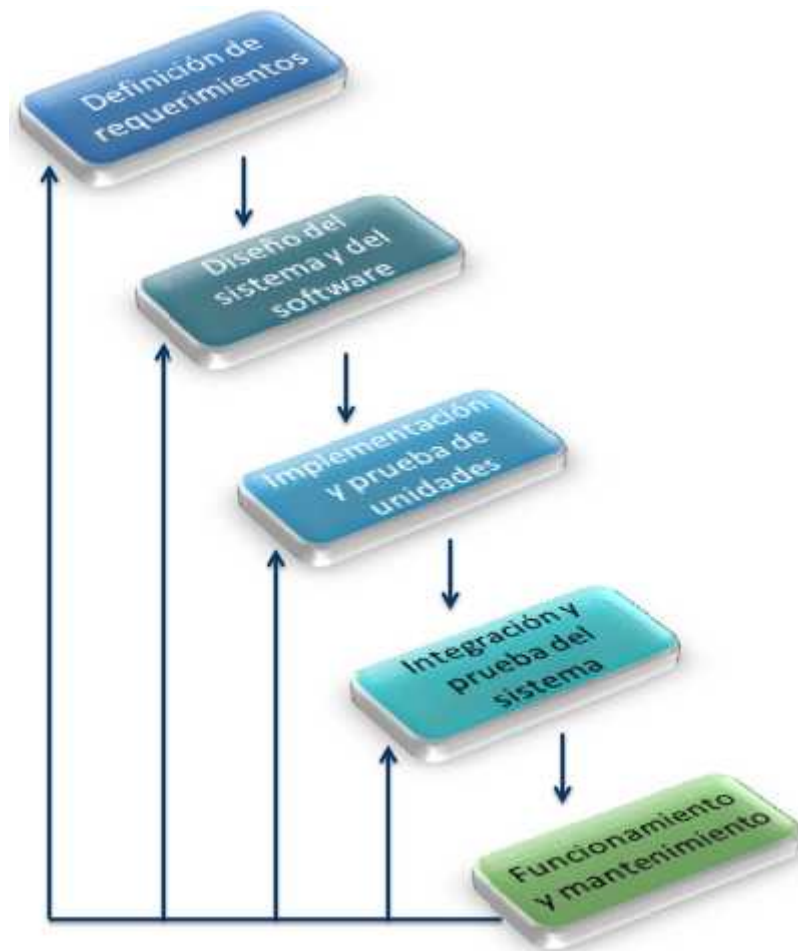 Definición de
requerimientos
Diseño del
sistema y del
software
Implementación
y prueba de
unidades
Integración y
prueba del
sistema
Funcionamiento
y mantenimiento